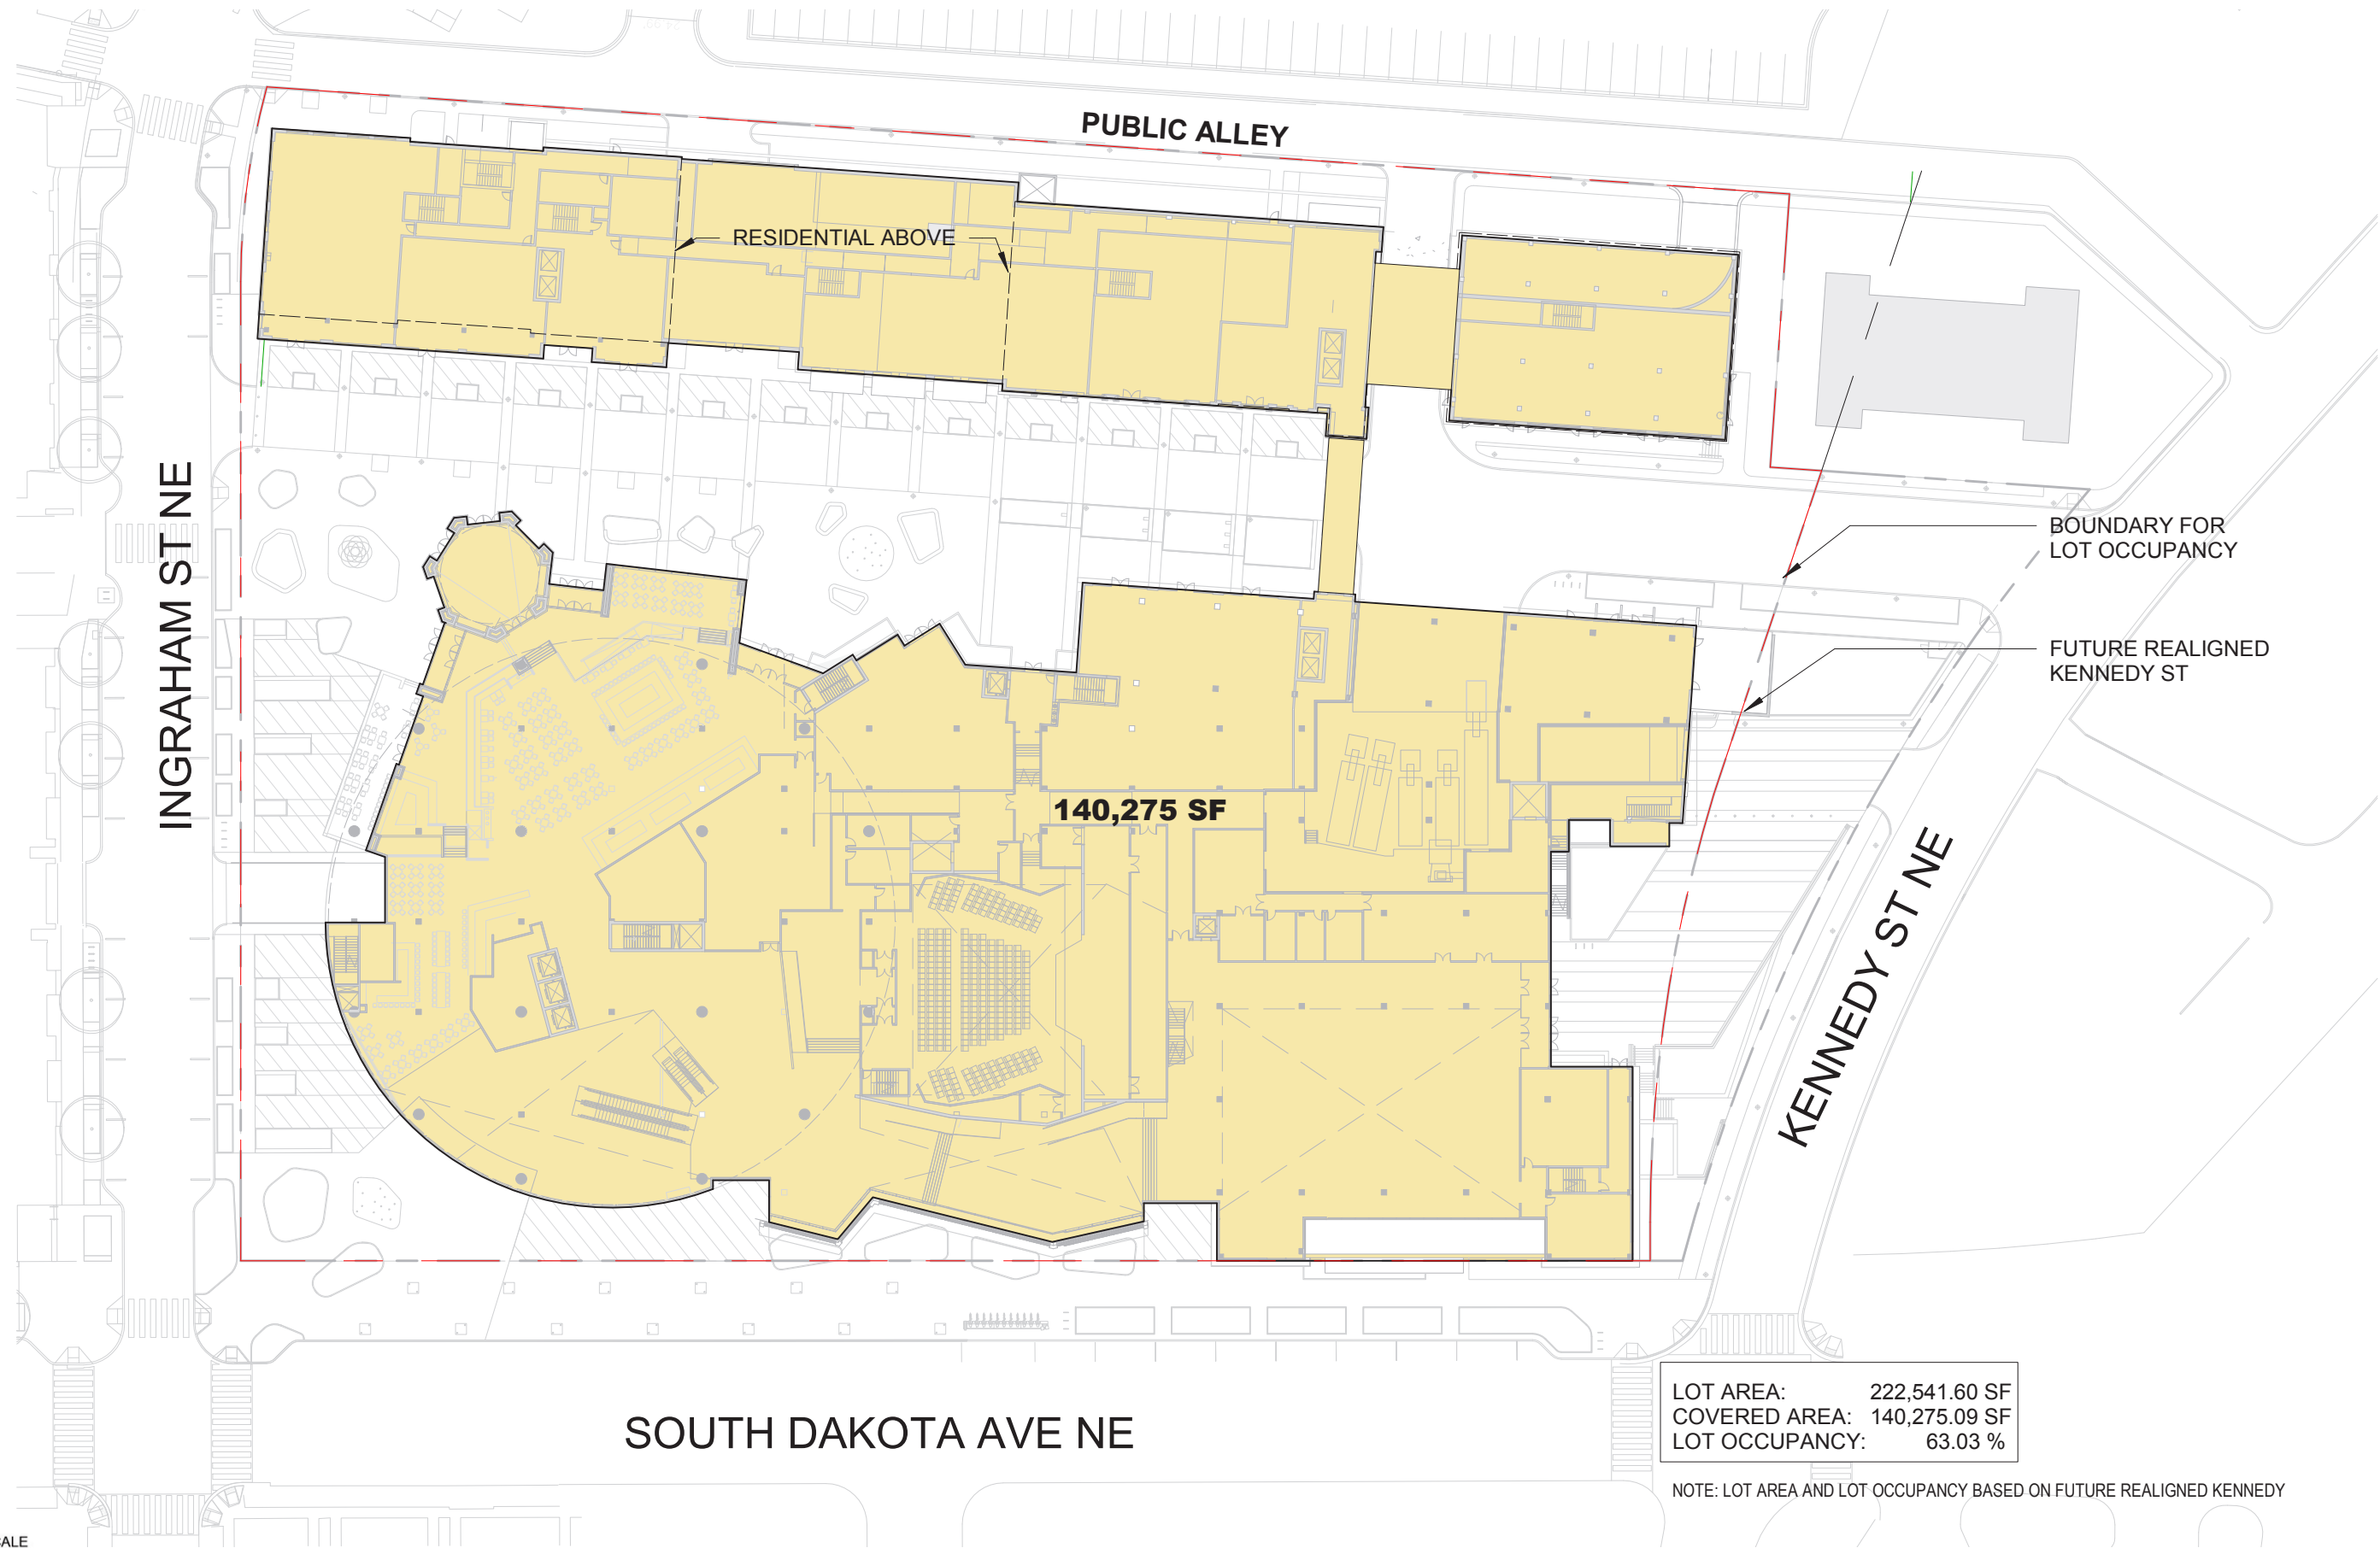 PUBLIC ALLEY
RESIDENTIAL ABOVE
INGRAHAM ST NE
BOUNDARY FOR
LOT OCCUPANCY
FUTURE REALIGNED
KENNEDY ST
140,275 SF
KENNEDY ST NE
SOUTH DAKOTA AVE NE
LOT AREA: 222,541.60 SF
COVERED AREA: 140,275.09 SF
LOT OCCUPANCY: 63.03 %
NOTE: LOT AREA AND LOT OCCUPANCY BASED ON FUTURE REALIGNED KENNEDY